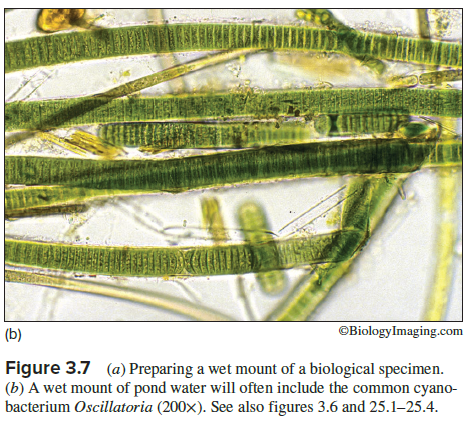 (b)
©BiologyImaging.com
Figure 3.7 (a) Preparing a wet mount of a biological specimen.
(b) A wet mount of pond water will often include the common cyano-
bacterium Oscillatoria (200×). See also figures 3.6 and 25.1–25.4.